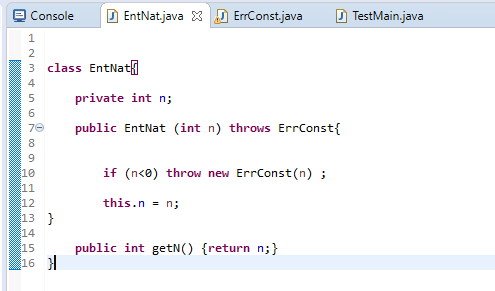 Console EntNat.java ErrConst.java TestMain.java
1
2
3 class EntNat{
4
5 private int n;
6
7 public EntNat (int n) throws ErrConst{
8
9
10 if (n<0) throw new ErrConst(n) ;
11
12 this.n = n;
13 }
14
15 public int getN() {return n;}
16 }